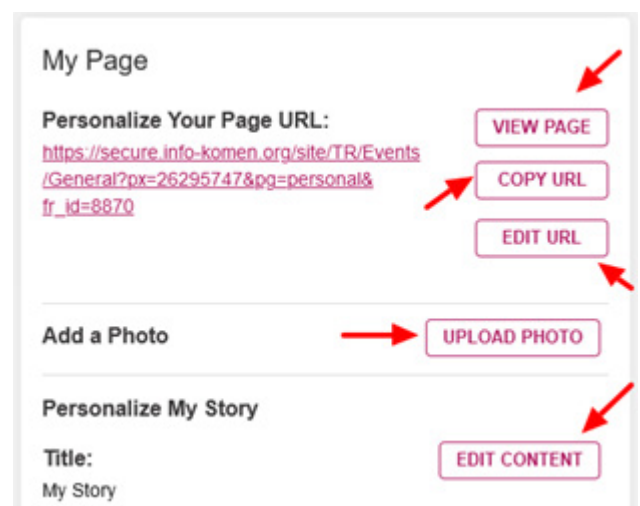 My Page
Personalize Your Page URL:
VIEW PAGE
https://secure.info-komen.org/site/TR/Events
/General?px=26295747&pg=personal&
fr_id=8870
COPY URL
EDIT URL
Add a Photo
UPLOAD PHOTO
Personalize My Story
Title:
EDIT CONTENT
My Story